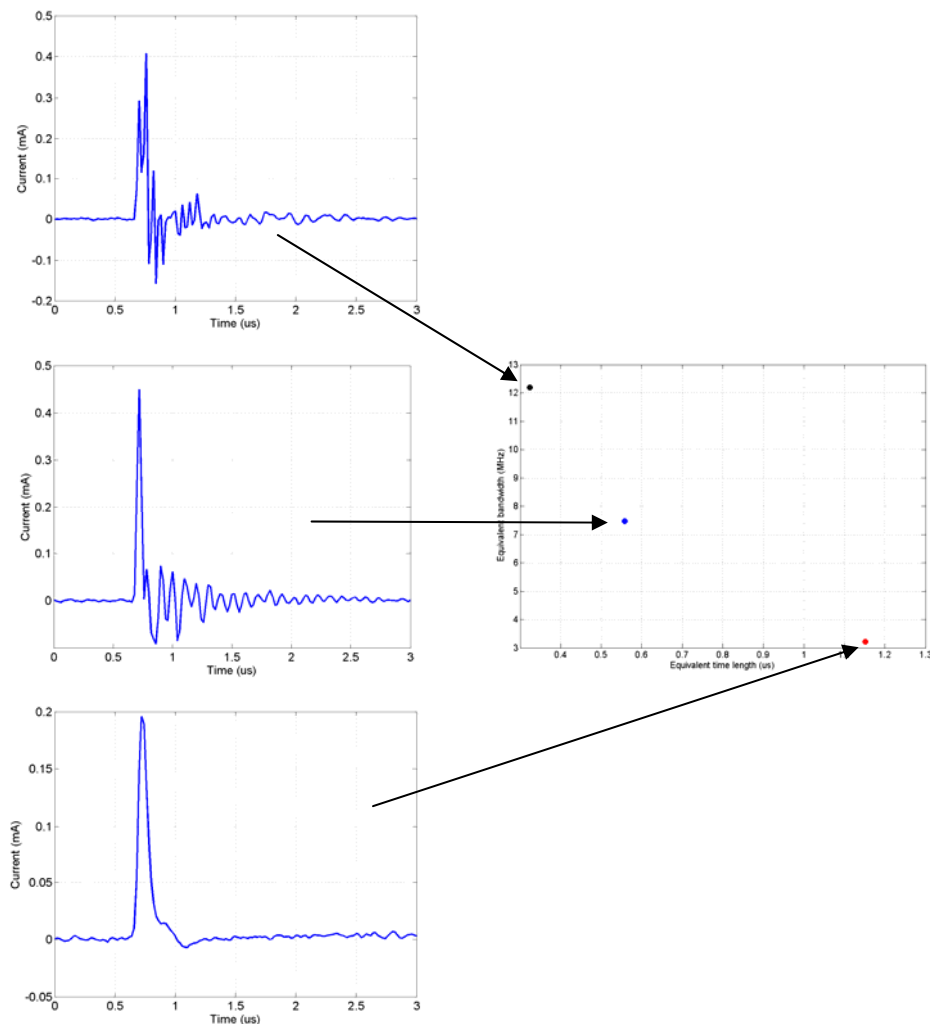 0.5
0.4
0.3
0.2
0.1
0
-0.1
-0.2
Current (mA)
0 0.5 1 1.5 2 2.5 3
Time (us)
0.5
0.4
0.3
0.2
0.1
0
Current (mA)
0 0.5 1 1.5 2 2.5 3
Time (us)
13
12
11
10
9
8
7
6
5
4
3
Equivalent bandwidth (MHz)
0.4 0.5 0.6 0.7 0.8 0.9 1 1.2 1.3
Equivalent time length (us)
0.2
0.15
0.1
0.05
0
-0.05
Current (mA)
0 0.5 1 1.5 2 2.5 3
Time (us)